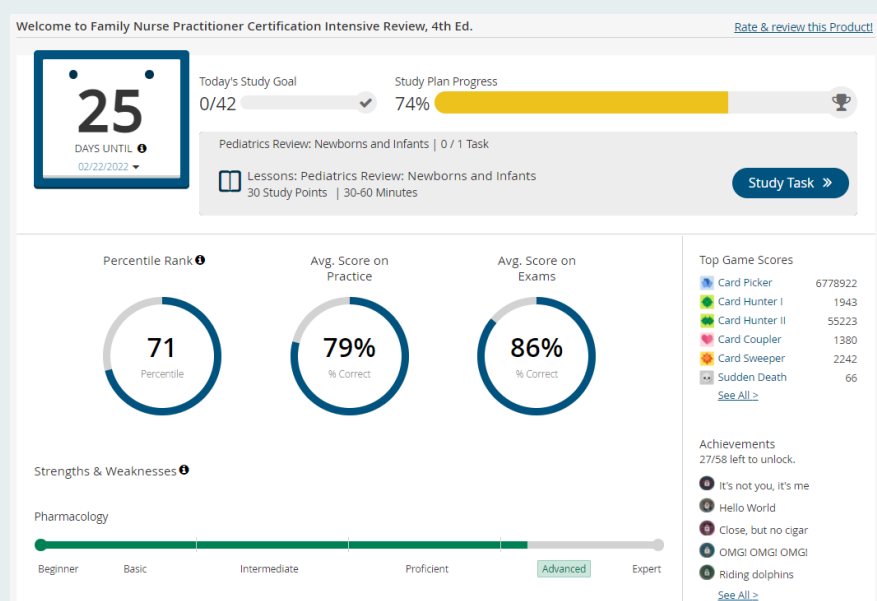 Welcome to Family Nurse Practitioner Certification Intensive Review, 4th Ed.
Rate & review this Product!
25
DAYS UNTIL
02/22/2022
Today's Study Goal
0/42
Study Plan Progress
74%
Pediatrics Review: Newborns and Infants | 0 / 1 Task
Lessons: Pediatrics Review: Newborns and Infants
30 Study Points | 30-60 Minutes
Study Task »
Percentile Rank
71
Percentile
Avg. Score on
Practice
79%
% Correct
Avg. Score on
Exams
86%
% Correct
Strengths & Weaknesses
Pharmacology
Beginner Basic Intermediate Proficient Advanced Expert
Top Game Scores
Card Picker 6778922
Card Hunter I 1943
Card Hunter II 55223
Card Coupler 1380
Card Sweeper 2242
Sudden Death 66
See All >
Achievements
27/58 left to unlock.
It's not you, it's me
Hello World
Close, but no cigar
OMG! OMG! OMG!
Riding dolphins
See All >